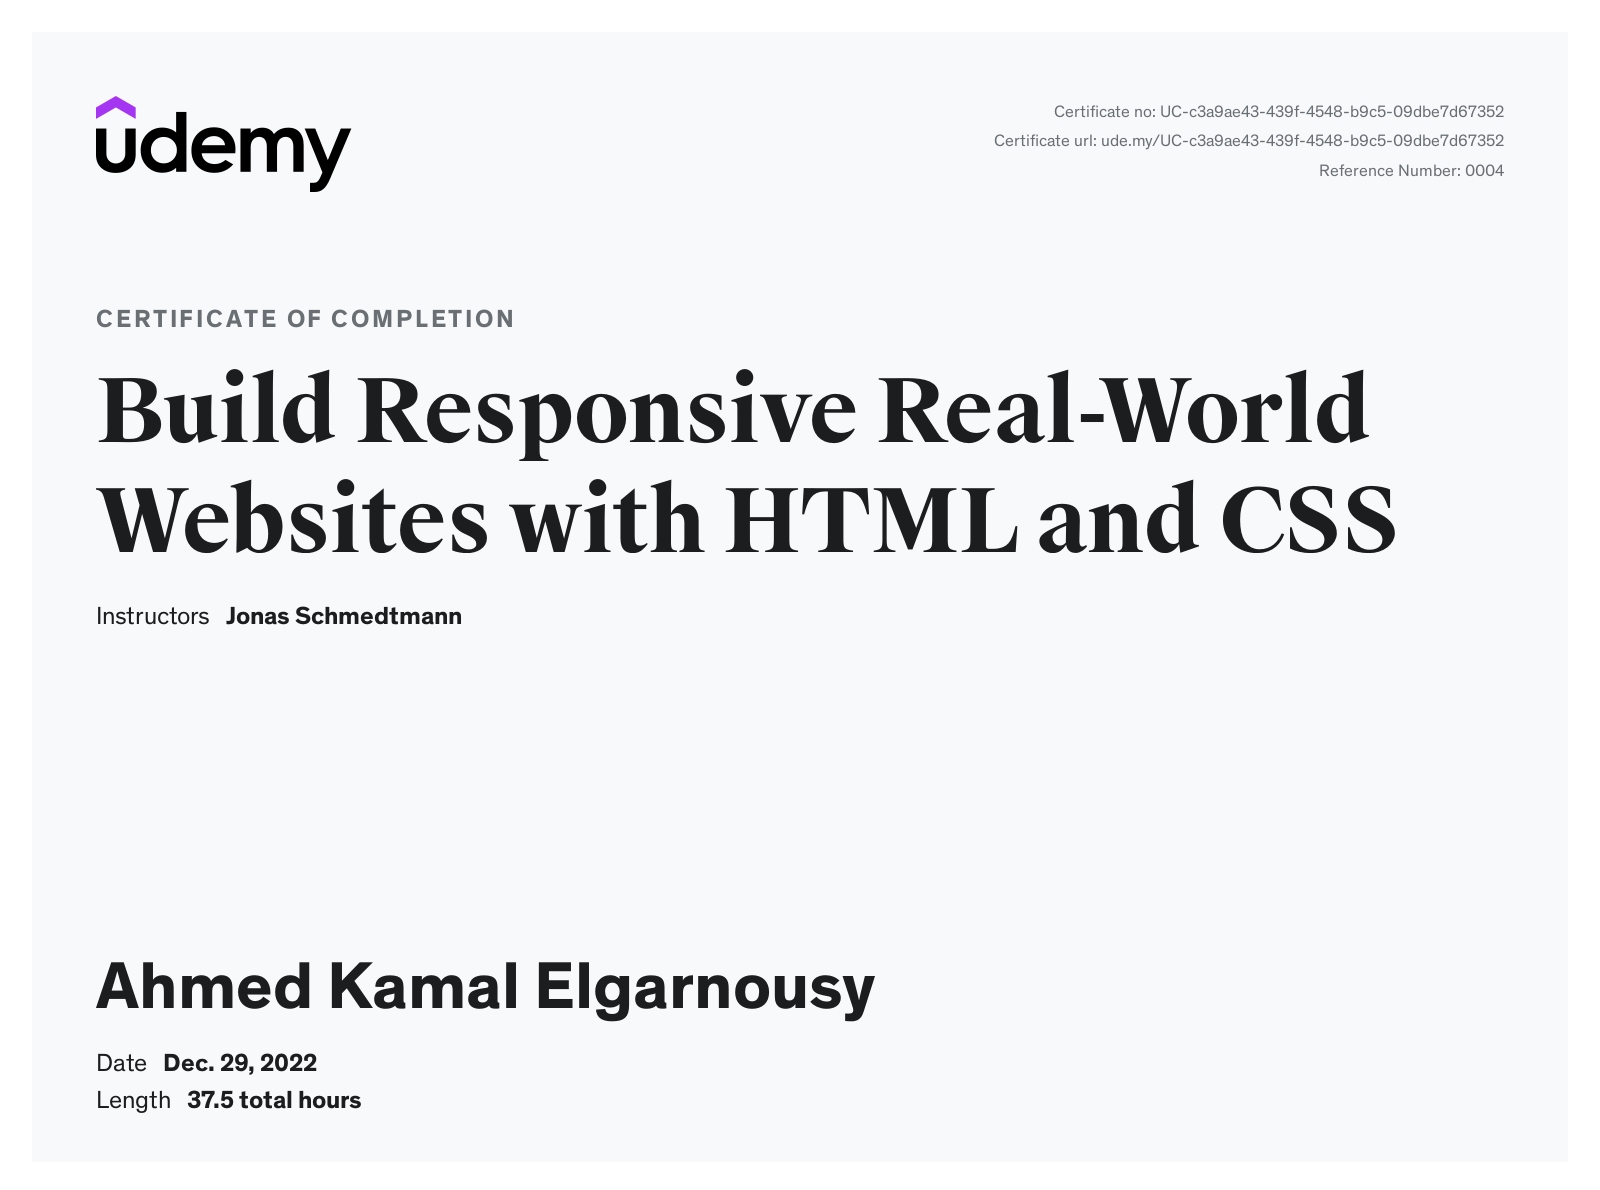 udemy
Certificate no: UC-c3a9ae43-439f-4548-b9c5-09dbe7d67352
Certificate url: ude.my/UC-c3a9ae43-439f-4548-b9c5-09dbe7d67352
Reference Number: 0004
CERTIFICATE OF COMPLETION
Build Responsive Real-World
Websites with HTML and CSS
Instructors Jonas Schmedtmann
Ahmed Kamal Elgarnousy
Date Dec. 29, 2022
Length 37.5 total hours